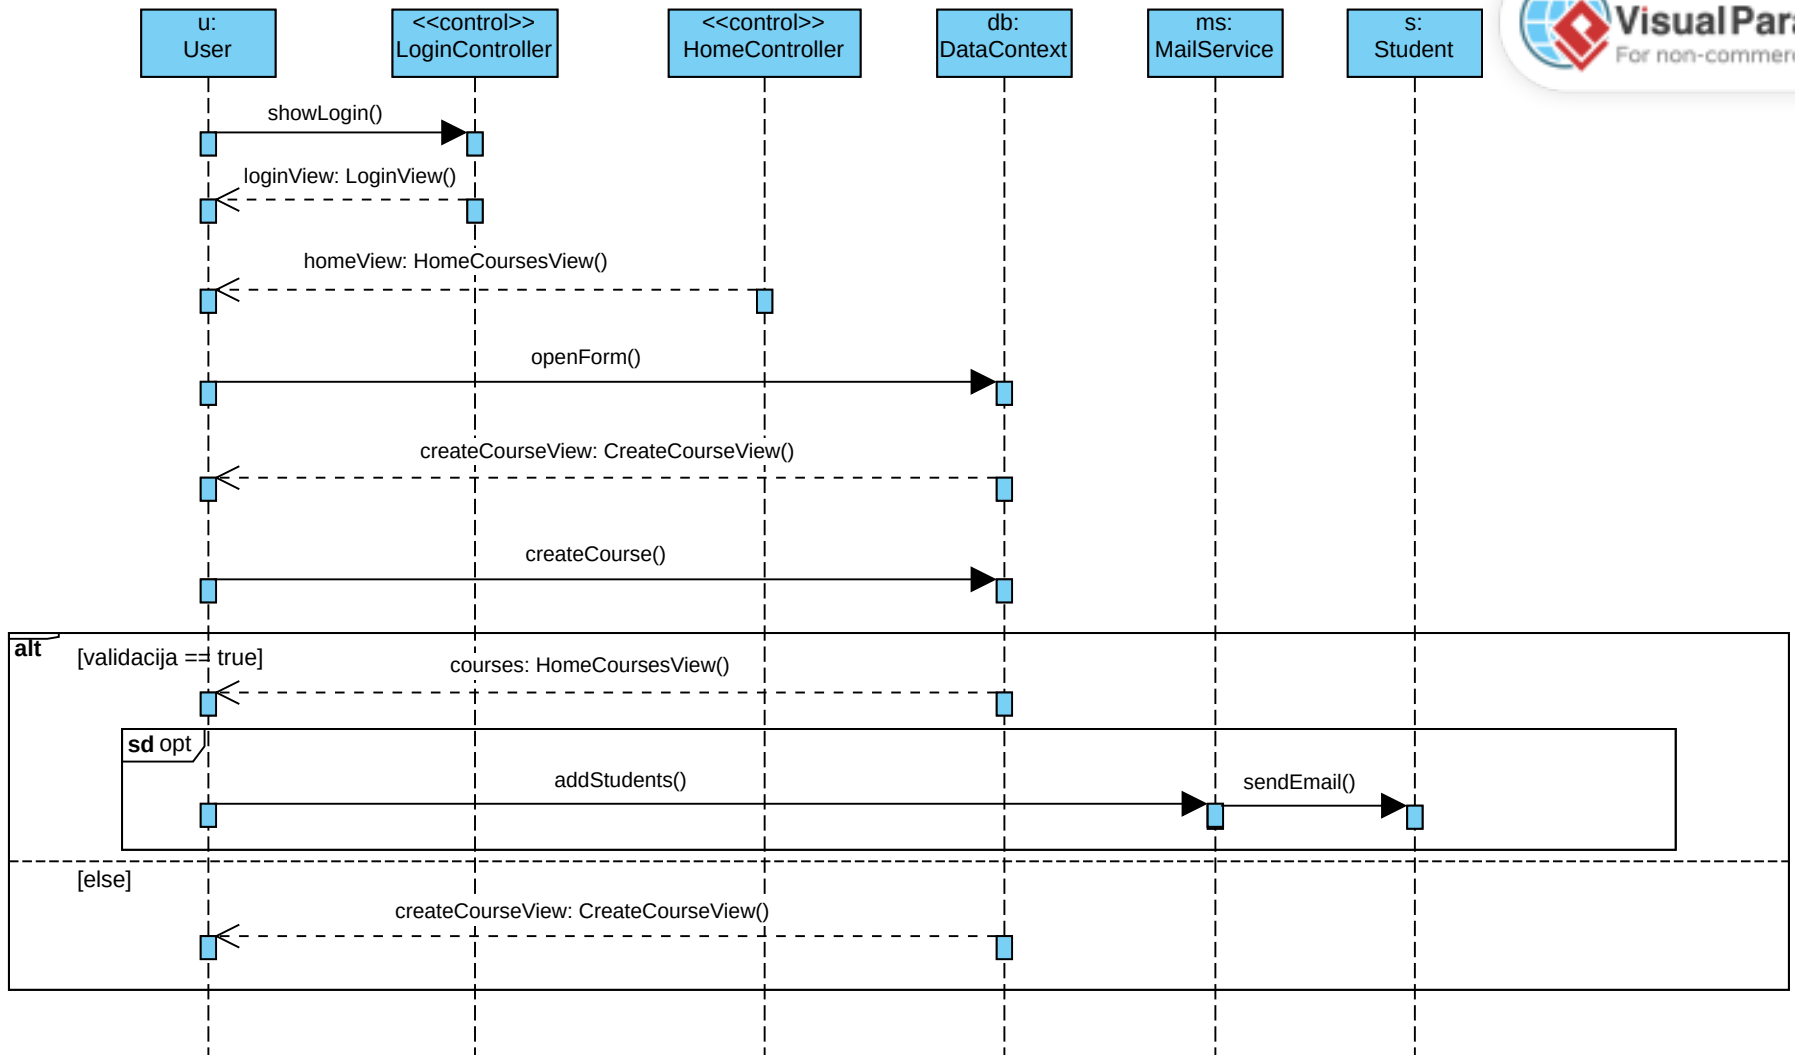 u:
User
<<control>>
LoginController
<<control>>
HomeController
db:
DataContext
ms:
MailService
s:
Student
Visual Para
For non-commer
showLogin()
loginView: LoginView()
homeView: HomeCoursesView()
openForm()
createCourseView: CreateCourseView()
createCourse()
alt
[validacija == true]
courses: HomeCoursesView()
sd opt
addStudents()
sendEmail()
[else]
createCourseView: CreateCourseView()